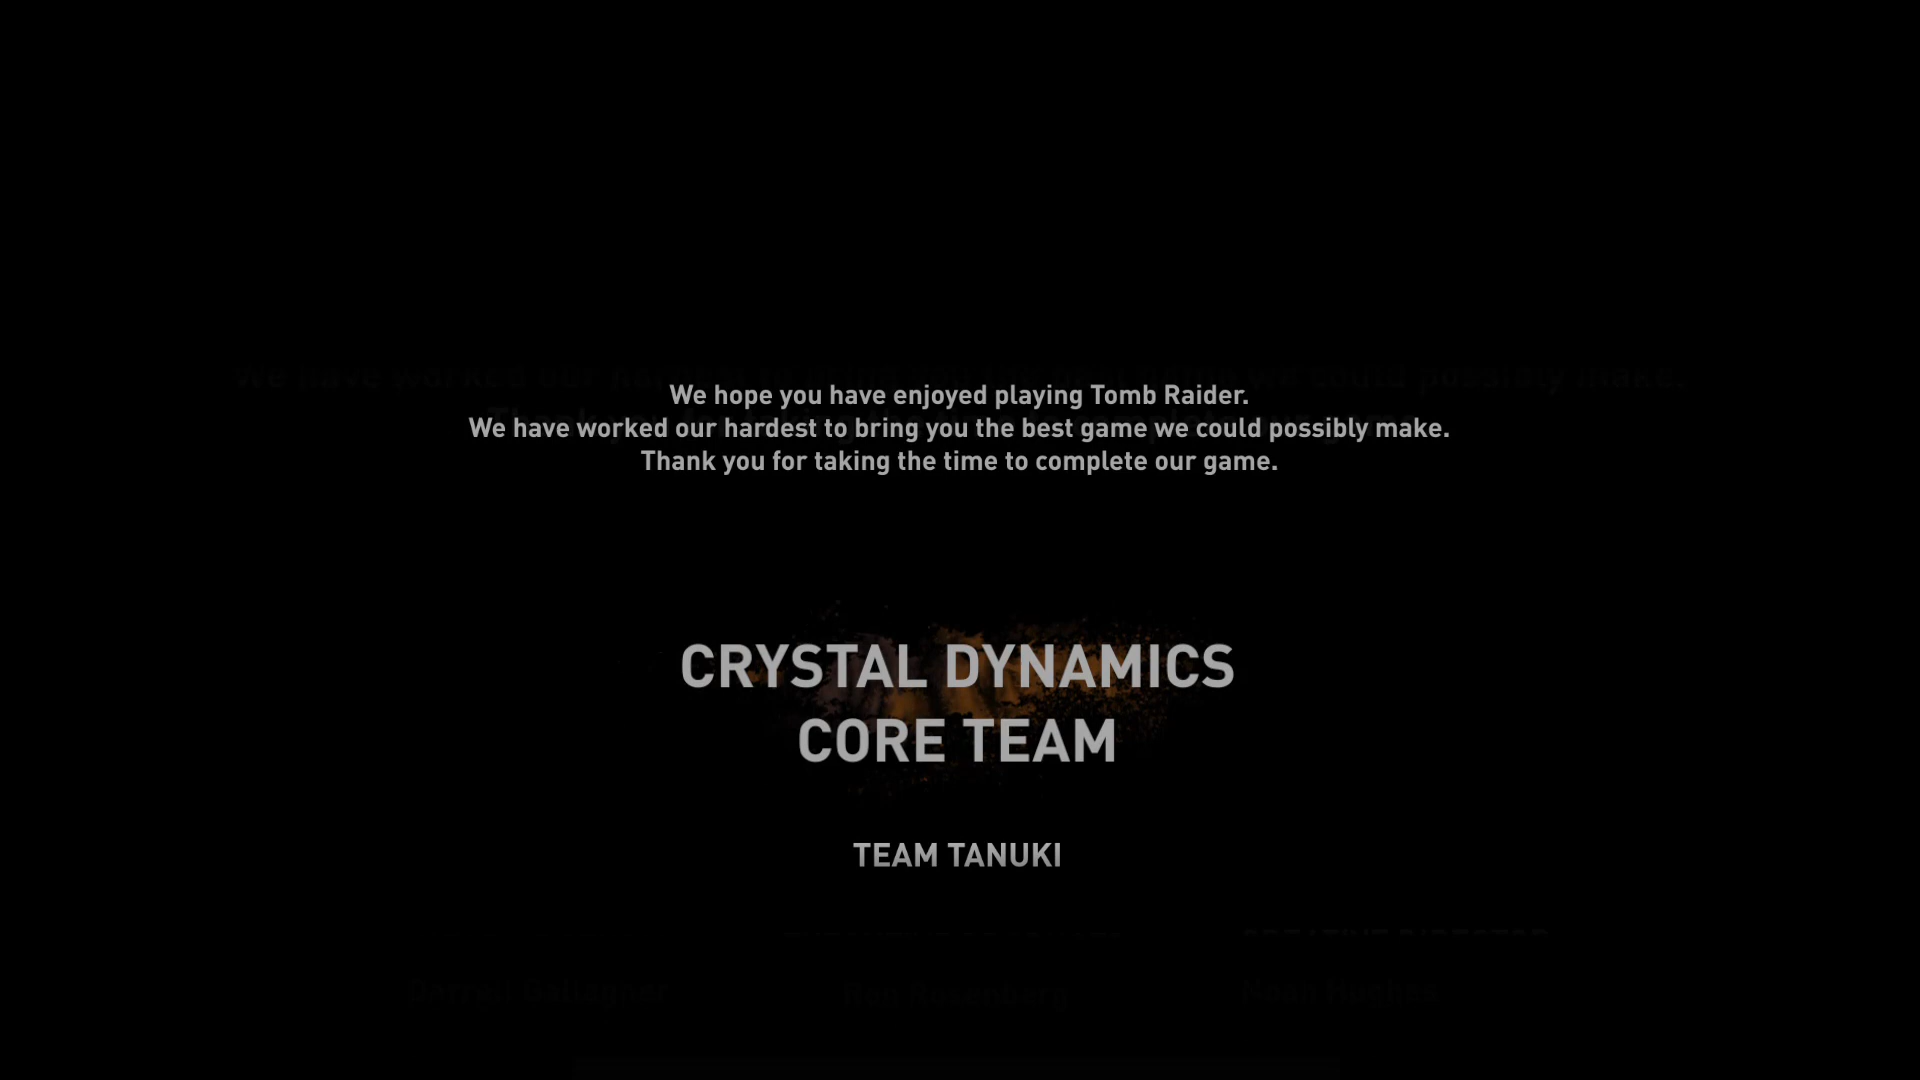 We hope you have enjoyed playing Tomb Raider.
We have worked our hardest to bring you the best game we could possibly make.
Thank you for taking the time to complete our game.
CRYSTAL DYNAMICS
CORE TEAM
TEAM TANUKI